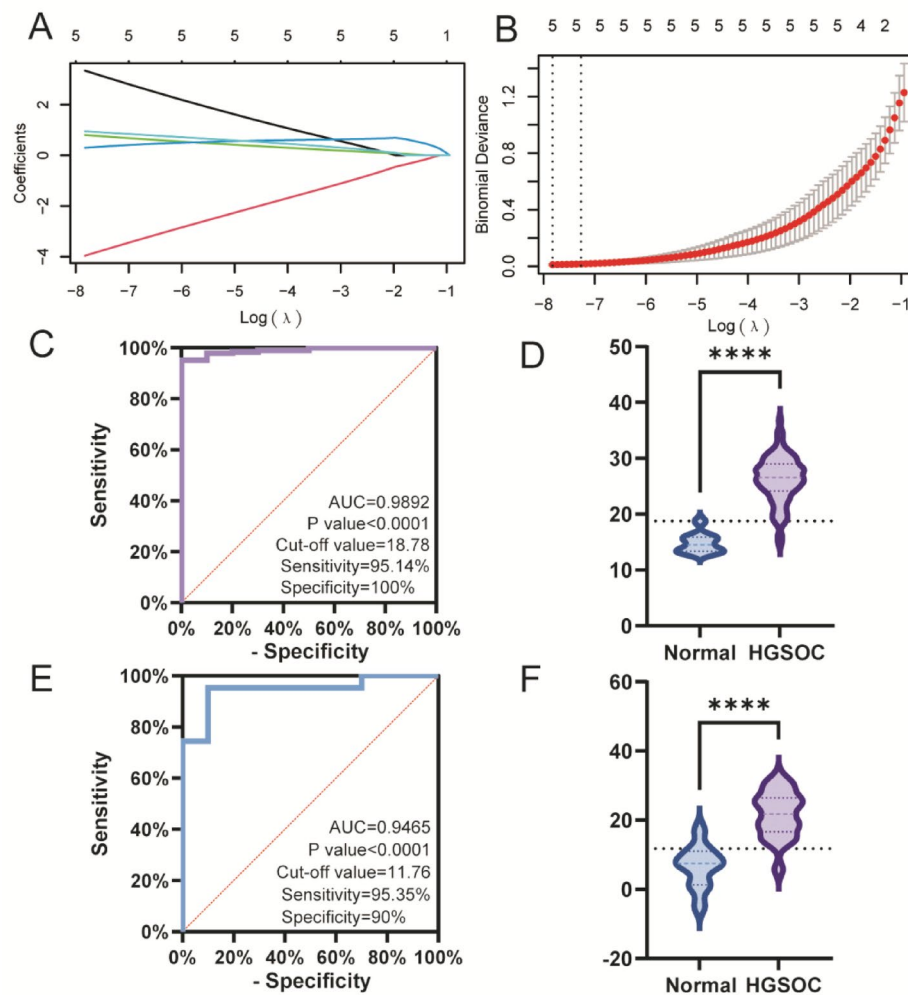 A
5 5 5 5 5 5 5 1
Coefficients
2
0
−2
−4
−8 −7 −6 −5 −4 −3 −2 −1
Log(λ)
B
5 5 5 5 5 5 5 5 5 5 5 4 2
Binomial Deviance
1.2
0.8
0.4
0.0
−8 −7 −6 −5 −4 −3 −2 −1
Log(λ)
C
Sensitivity
100%
80%
60%
40%
20%
0%
AUC=0.9892
P value<0.0001
Cut-off value=18.78
Sensitivity=95.14%
Specificity=100%
0% 20% 40% 60% 80% 100%
- Specificity
D
****
50
40
30
20
10
0
Normal HGSOC
E
Sensitivity
100%
80%
60%
40%
20%
0%
AUC=0.9465
P value<0.0001
Cut-off value=11.76
Sensitivity=95.35%
Specificity=90%
0% 20% 40% 60% 80% 100%
- Specificity
F
****
60
40
20
0
-20
Normal HGSOC